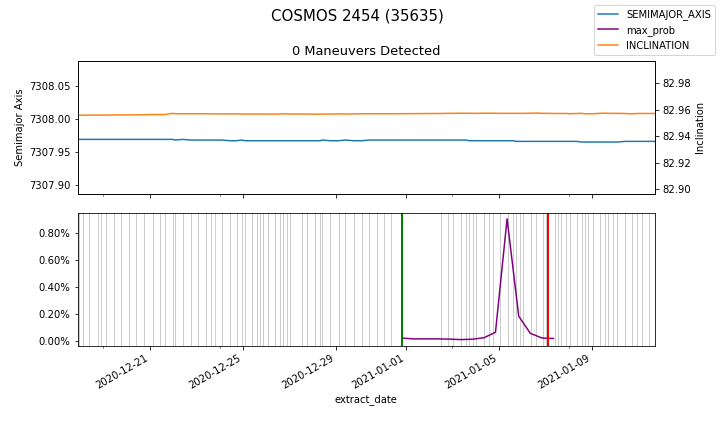 COSMOS 2454 (35635)
SEMIMAJOR_AXIS
max_prob
INCLINATION
0 Maneuvers Detected
7308.05
7308.00
7307.95
7307.90
Semimajor Axis
82.98
82.96
82.94
82.92
82.90
Inclination
0.80%
0.60%
0.40%
0.20%
0.00%
2020-12-21
2020-12-25
2020-12-29
2021-01-01
2021-01-05
2021-01-09
extract_date